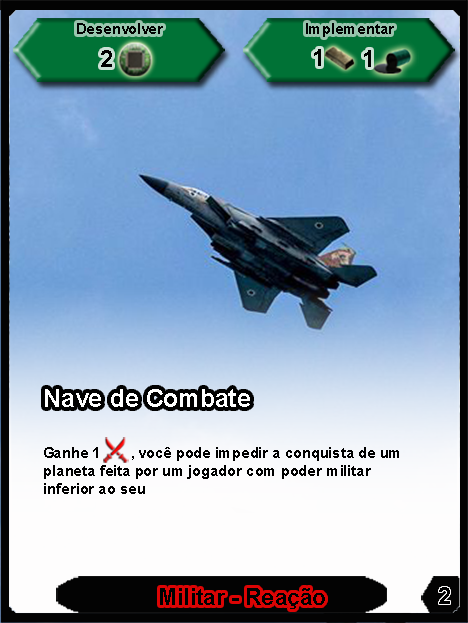 Desenvolver
2
Implementar
1 1
Nave de Combate
Ganhe 1 , você pode impedir a conquista de um
planeta feita por um jogador com poder militar
inferior ao seu
Militar - Reação
2